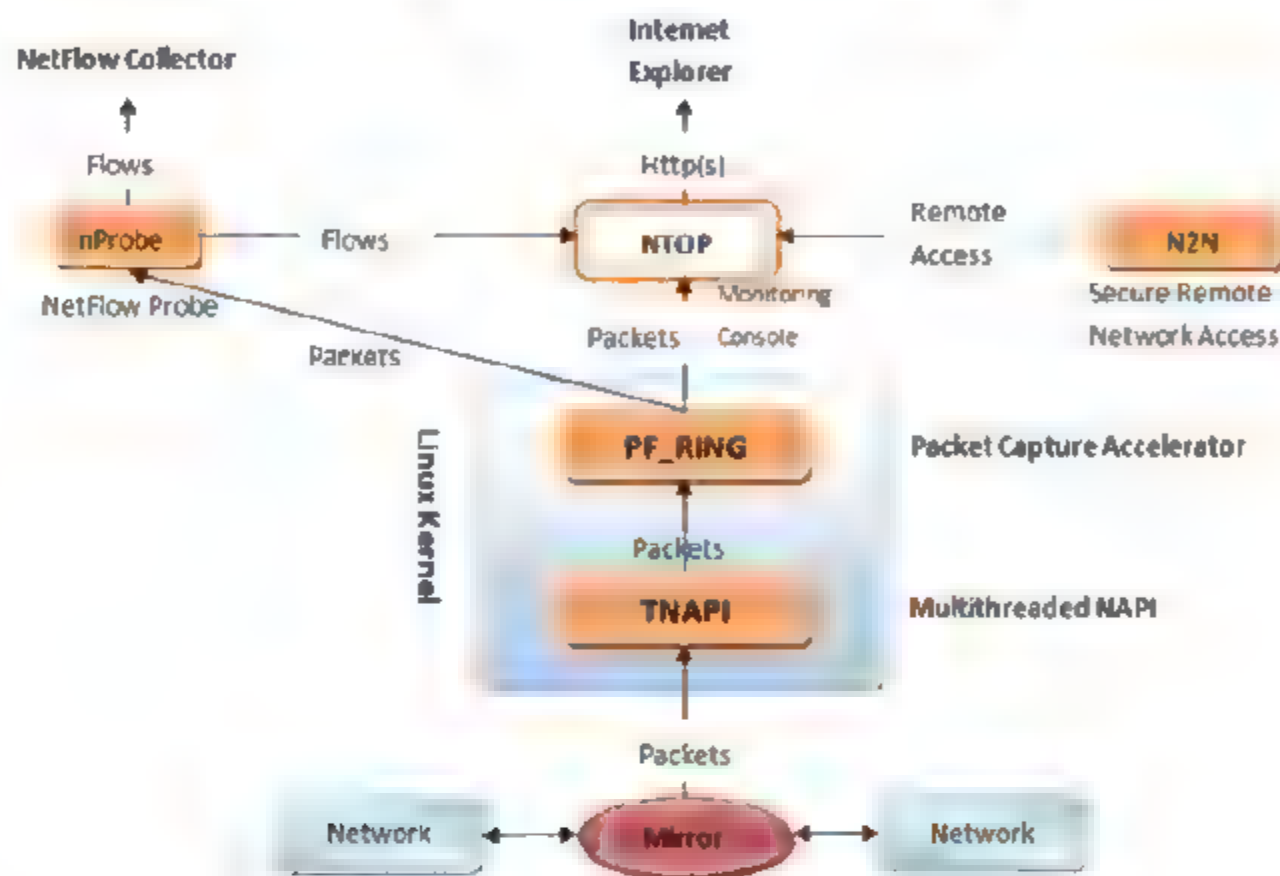 NetFlow Collector
Internet
Explorer
Flows
Http(s)
nProbe
Flows
NTOP
Remote
Access
N2N
NetFlow Probe
Monitoring
Console
Secure Remote
Network Access
Packets
Packets
PF_RING
Packet Capture Accelerator
Linux Kernel
Packets
TNAPI
Multithreaded NAPI
Packets
Network
Mirror
Network